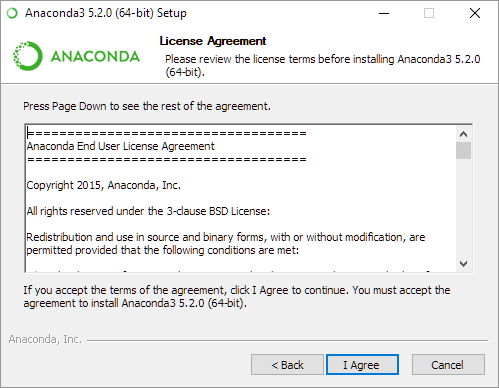 Anaconda3 5.2.0 (64-bit) Setup
ANACONDA
License Agreement
Please review the license terms before installing Anaconda3 5.2.0
(64-bit).
Press Page Down to see the rest of the agreement.
===================================
Anaconda End User License Agreement
===================================
Copyright 2015, Anaconda, Inc.
All rights reserved under the 3-clause BSD License:
Redistribution and use in source and binary forms, with or without modification, are
permitted provided that the following conditions are met:
If you accept the terms of the agreement, click I Agree to continue. You must accept the
agreement to install Anaconda3 5.2.0 (64-bit).
Anaconda, Inc.
< Back
I Agree
Cancel